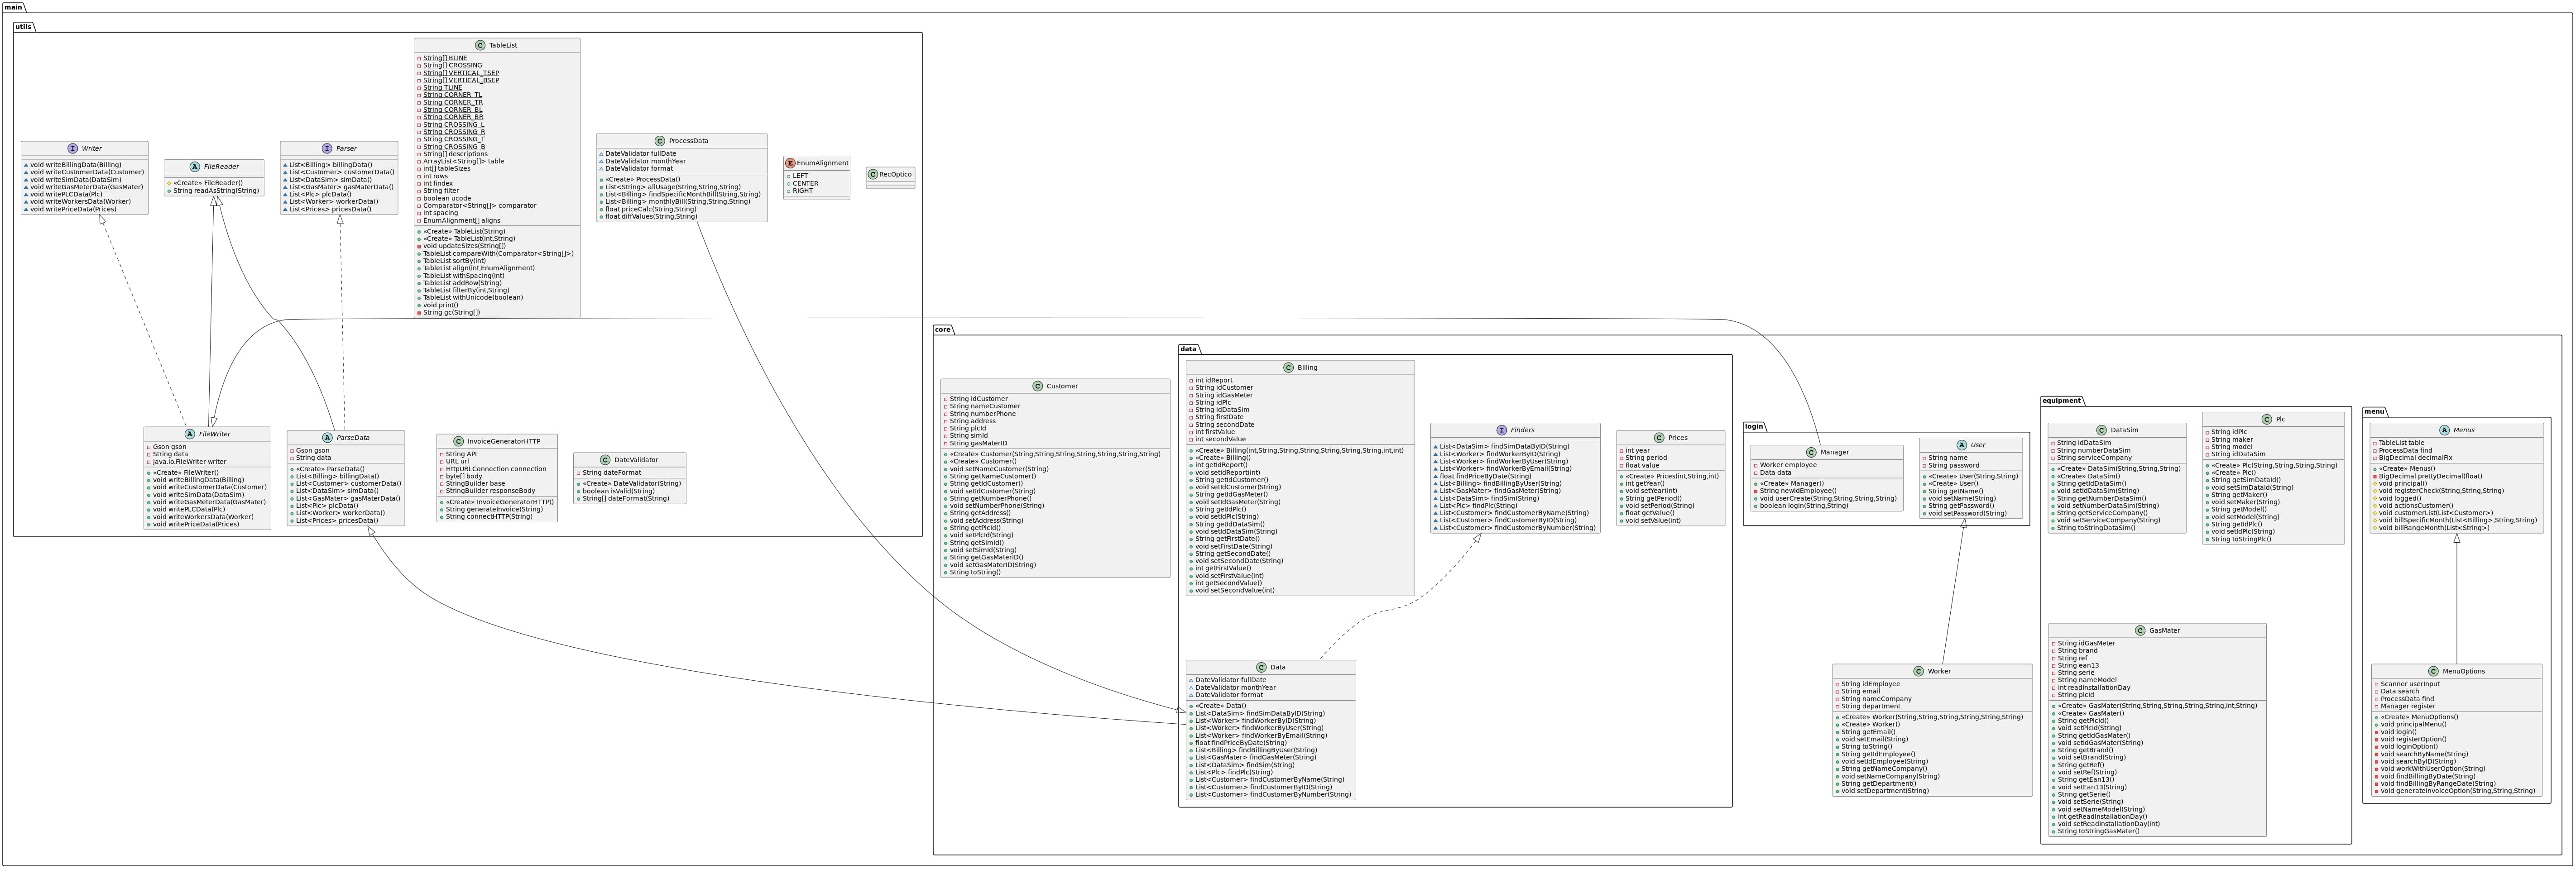 main
utils
TableList
String[] BLINE
String[] CROSSING
String[] VERTICAL_TSEP
String[] VERTICAL_BSEP
String TLINE
String CORNER_TL
String CORNER_TR
String CORNER_BL
String CORNER_BR
String CROSSING_L
String CROSSING_R
String CROSSING_T
String CROSSING_B
String[] descriptions
ArrayList<String[]> table
int[] tableSizes
int rows
int findex
String filter
boolean ucode
Comparator<String[]> comparator
int spacing
EnumAlignment[] aligns
«Create» TableList(String)
«Create» TableList(int,String)
void updateSizes(String[])
TableList compareWith(Comparator<String[]>)
TableList sortBy(int)
TableList align(int,EnumAlignment)
TableList withSpacing(int)
TableList addRow(String)
TableList filterBy(int,String)
TableList withUnicode(boolean)
void print()
String gc(String[])
I Writer
void writeBillingData(Billing)
void writeCustomerData(Customer)
void writeSimData(DataSim)
void writeGasMeterData(GasMater)
void writePLCData(Plc)
void writeWorkersData(Worker)
void writePriceData(Prices)
A FileReader
«Create» FileReader()
String readAsString(String)
I Parser
List<Billing> billingData()
List<Customer> customerData()
List<DataSim> simData()
List<GasMater> gasMaterData()
List<Plc> plcData()
List<Worker> workerData()
List<Prices> pricesData()
C ProcessData
DateValidator fullDate
DateValidator monthYear
DateValidator format
«Create» ProcessData()
List<String> allUsage(String,String,String)
List<Billing> findSpecificMonthBill(String,String)
List<Billing> monthlyBill(String,String,String)
float priceCalc(String,String)
float diffValues(String,String)
E EnumAlignment
LEFT
CENTER
RIGHT
C RecOptico
A FileWriter
Gson gson
String data
java.io.FileWriter writer
«Create» FileWriter()
void writeBillingData(Billing)
void writeCustomerData(Customer)
void writeSimData(DataSim)
void writeGasMeterData(GasMater)
void writePLCData(Plc)
void writeWorkersData(Worker)
void writePriceData(Prices)
A ParseData
Gson gson
String data
«Create» ParseData()
List<Billing> billingData()
List<Customer> customerData()
List<DataSim> simData()
List<GasMater> gasMaterData()
List<Plc> plcData()
List<Worker> workerData()
List<Prices> pricesData()
C InvoiceGeneratorHTTP
String API
URL url
HttpURLConnection connection
byte[] body
StringBuilder base
StringBuilder responseBody
«Create» InvoiceGeneratorHTTP()
String generateInvoice(String)
String connectHTTP(String)
C DateValidator
String dateFormat
«Create» DateValidator(String)
boolean isValid(String)
String[] dateFormat(String)
core
C Customer
String idCustomer
String nameCustomer
String numberPhone
String address
String plcId
String simId
String gasMaterID
«Create» Customer(String,String,String,String,String,String,String)
«Create» Customer()
void setNameCustomer(String)
String getNameCustomer()
String getIdCustomer()
void setIdCustomer(String)
String getNumberPhone()
void setNumberPhone(String)
String getAddress()
void setAddress(String)
String getPlcId()
void setPlcId(String)
String getSimId()
void setSimId(String)
String getGasMaterID()
void setGasMaterID(String)
String toString()
data
C Billing
int idReport
String idCustomer
String idGasMeter
String idPlc
String idDataSim
String firstDate
String secondDate
int firstValue
int secondValue
«Create» Billing(int,String,String,String,String,String,String,int,int)
«Create» Billing()
int getIdReport()
void setIdReport(int)
String getIdCustomer()
void setIdCustomer(String)
String getIdGasMeter()
void setIdGasMeter(String)
String getIdPlc()
void setIdPlc(String)
String getIdDataSim()
void setIdDataSim(String)
String getFirstDate()
void setFirstDate(String)
String getSecondDate()
void setSecondDate(String)
int getFirstValue()
void setFirstValue(int)
int getSecondValue()
void setSecondValue(int)
I Finders
List<DataSim> findSimDataByID(String)
List<Worker> findWorkerByID(String)
List<Worker> findWorkerByUser(String)
List<Worker> findWorkerByEmail(String)
float findPriceByDate(String)
List<Billing> findBillingByUser(String)
List<GasMater> findGasMeter(String)
List<DataSim> findSim(String)
List<Plc> findPlc(String)
List<Customer> findCustomerByName(String)
List<Customer> findCustomerByID(String)
List<Customer> findCustomerByNumber(String)
C Prices
int year
String period
float value
«Create» Prices(int,String,int)
int getYear()
void setYear(int)
String getPeriod()
void setPeriod(String)
float getValue()
void setValue(int)
C Data
DateValidator fullDate
DateValidator monthYear
DateValidator format
«Create» Data()
List<DataSim> findSimDataByID(String)
List<Worker> findWorkerByID(String)
List<Worker> findWorkerByUser(String)
List<Worker> findWorkerByEmail(String)
float findPriceByDate(String)
List<Billing> findBillingByUser(String)
List<GasMater> findGasMeter(String)
List<DataSim> findSim(String)
List<Plc> findPlc(String)
List<Customer> findCustomerByName(String)
List<Customer> findCustomerByID(String)
List<Customer> findCustomerByNumber(String)
login
C Manager
Worker employee
Data data
«Create» Manager()
String newIdEmployee()
void userCreate(String,String,String,String)
boolean login(String,String)
A User
String name
String password
«Create» User(String,String)
«Create» User()
String getName()
void setName(String)
String getPassword()
void setPassword(String)
C Worker
String idEmployee
String email
String nameCompany
String department
«Create» Worker(String,String,String,String,String,String)
«Create» Worker()
String getEmail()
void setEmail(String)
String toString()
String getIdEmployee()
void setIdEmployee(String)
String getNameCompany()
void setNameCompany(String)
String getDepartment()
void setDepartment(String)
equipment
C DataSim
String idDataSim
String numberDataSim
String serviceCompany
«Create» DataSim(String,String,String)
«Create» DataSim()
String getIdDataSim()
void setIdDataSim(String)
String getNumberDataSim()
void setNumberDataSim(String)
String getServiceCompany()
void setServiceCompany(String)
String toStringDataSim()
C Plc
String idPlc
String maker
String model
String idDataSim
«Create» Plc(String,String,String,String)
«Create» Plc()
String getSimDataId()
void setSimDataId(String)
String getMaker()
void setMaker(String)
String getModel()
void setModel(String)
String getIdPlc()
void setIdPlc(String)
String toStringPlc()
C GasMater
String idGasMeter
String brand
String ref
String ean13
String serie
String nameModel
int readInstallationDay
String plcId
«Create» GasMater(String,String,String,String,String,int,String)
«Create» GasMater()
String getPlcId()
void setPlcId(String)
String getIdGasMater()
void setIdGasMater(String)
String getBrand()
void setBrand(String)
String getRef()
void setRef(String)
String getEan13()
void setEan13(String)
String getSerie()
void setSerie(String)
void setNameModel(String)
int getReadInstallationDay()
void setReadInstallationDay(int)
String toStringGasMater()
menu
A Menus
TableList table
ProcessData find
BigDecimal decimalFix
«Create» Menus()
BigDecimal prettyDecimal(float)
void principal()
void registerCheck(String,String,String)
void logged()
void actionsCustomer()
void customerList(List<Customer>)
void billSpecificMonth(List<Billing>,String,String)
void billRangeMonth(List<String>)
C MenuOptions
Scanner userInput
Data search
ProcessData find
Manager register
«Create» MenuOptions()
void principalMenu()
void login()
void registerOption()
void loginOption()
void searchByName(String)
void searchByID(String)
void workWithUserOption(String)
void findBillingByDate(String)
void findBillingByRangeDate(String)
void generateInvoiceOption(String,String,String)